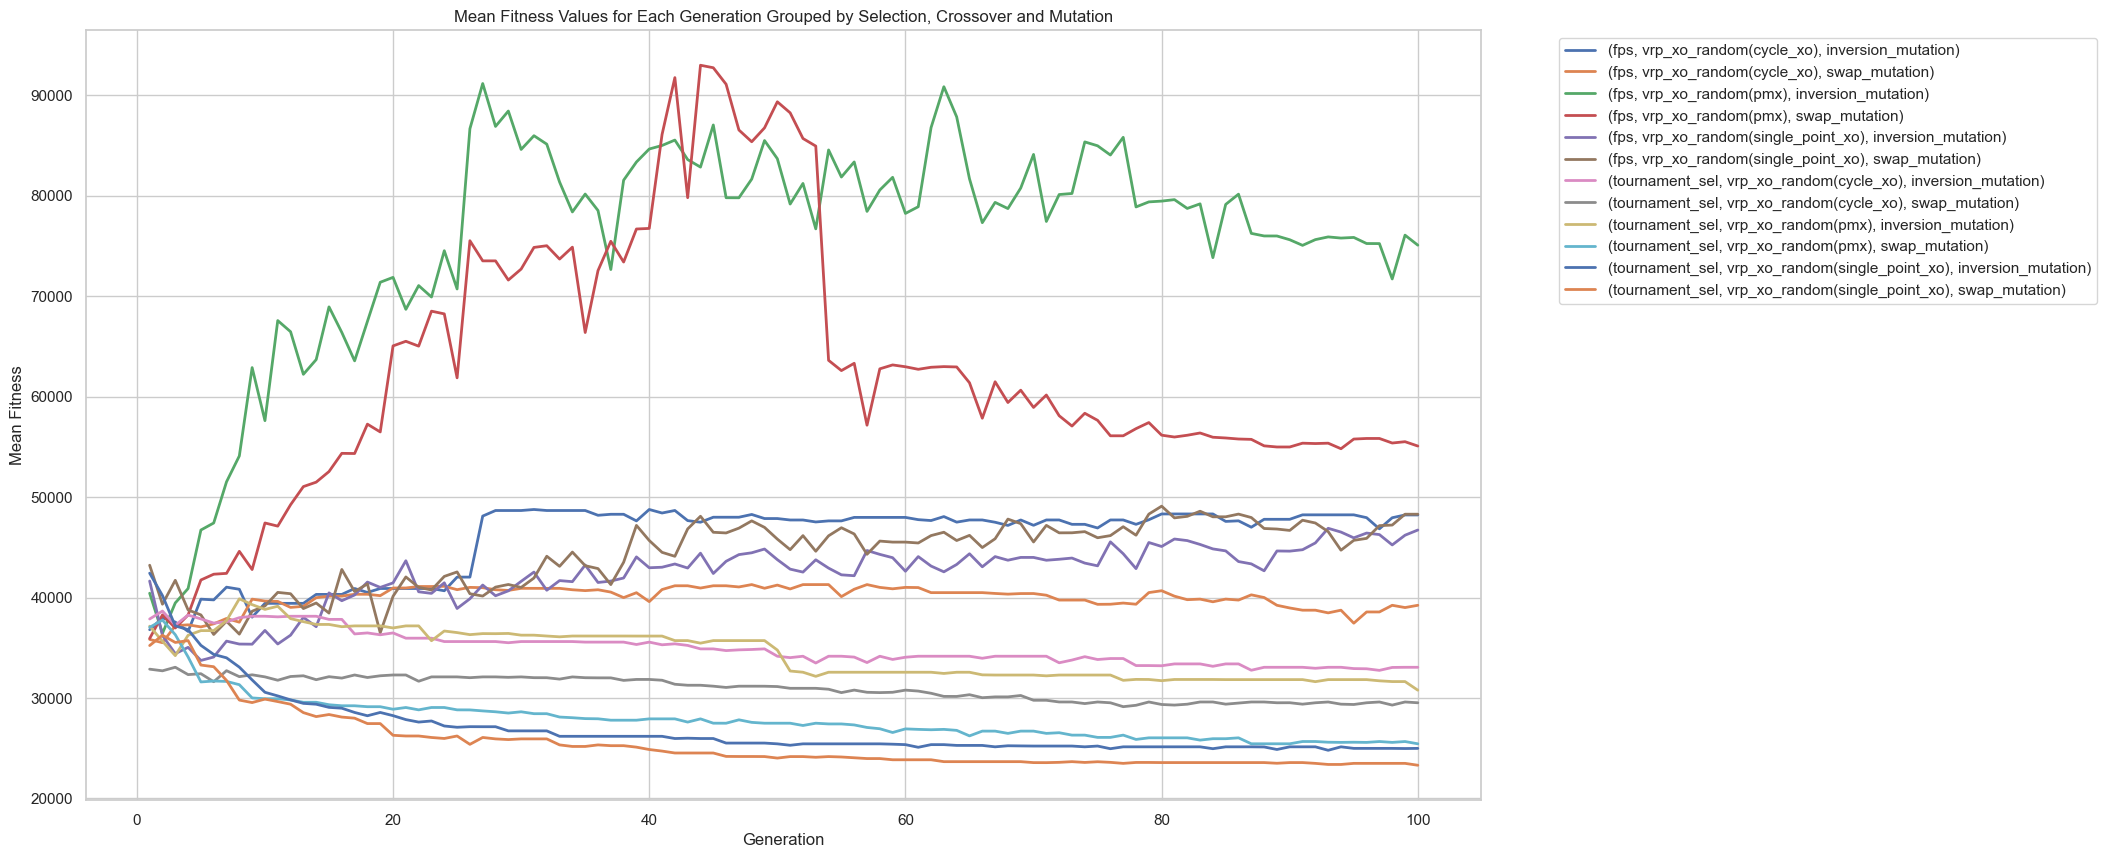 Mean Fitness Values for Each Generation Grouped by Selection, Crossover and Mutation
90000
80000
70000
60000
50000
40000
30000
20000
Mean Fitness
0
20
40
60
80
100
Generation
(fps, vrp_xo_random(cycle_xo), inversion_mutation)
(fps, vrp_xo_random(cycle_xo), swap_mutation)
(fps, vrp_xo_random(pmx), inversion_mutation)
(fps, vrp_xo_random(pmx), swap_mutation)
(fps, vrp_xo_random(single_point_xo), inversion_mutation)
(fps, vrp_xo_random(single_point_xo), swap_mutation)
(tournament_sel, vrp_xo_random(cycle_xo), inversion_mutation)
(tournament_sel, vrp_xo_random(cycle_xo), swap_mutation)
(tournament_sel, vrp_xo_random(pmx), inversion_mutation)
(tournament_sel, vrp_xo_random(pmx), swap_mutation)
(tournament_sel, vrp_xo_random(single_point_xo), inversion_mutation)
(tournament_sel, vrp_xo_random(single_point_xo), swap_mutation)